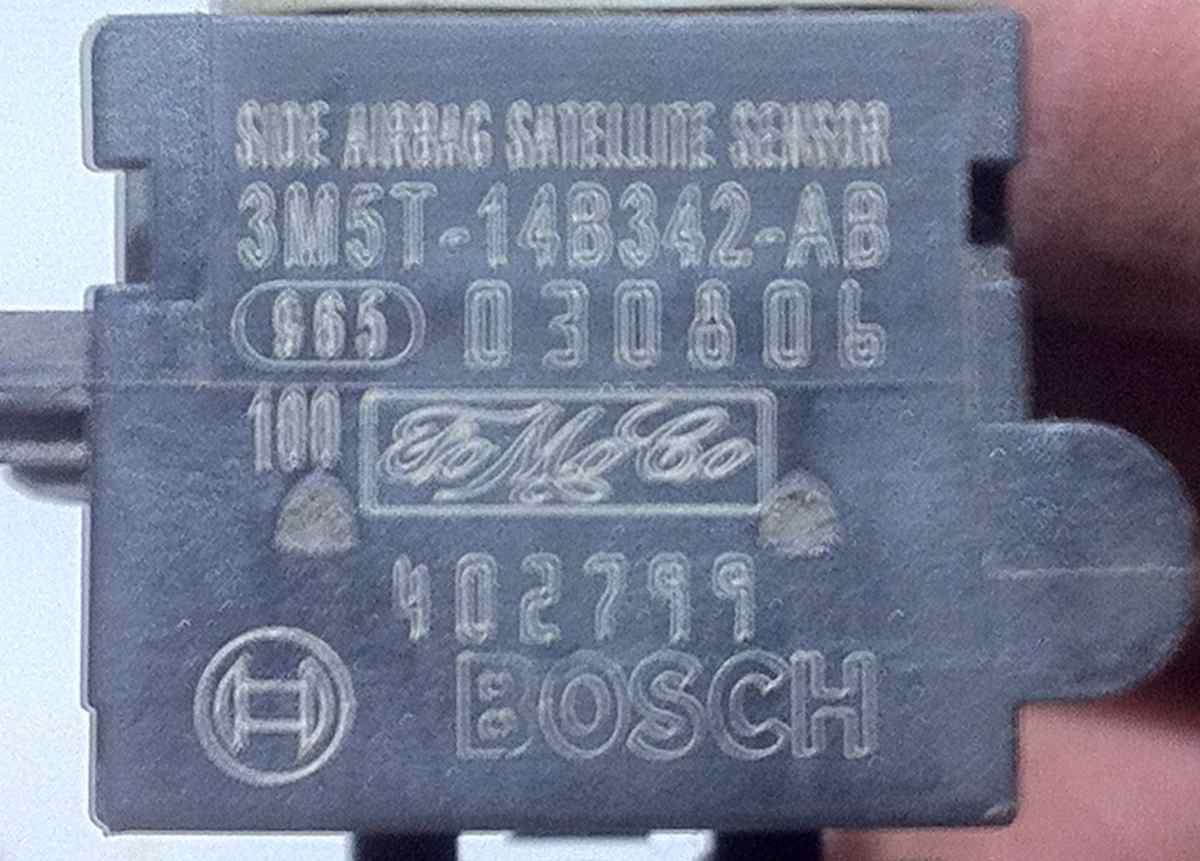 SIDE AIRBAG SATELLITE SENSOR
3M5T-14B342-AB
965 030806
100 FoMoCo
402799
BOSCH